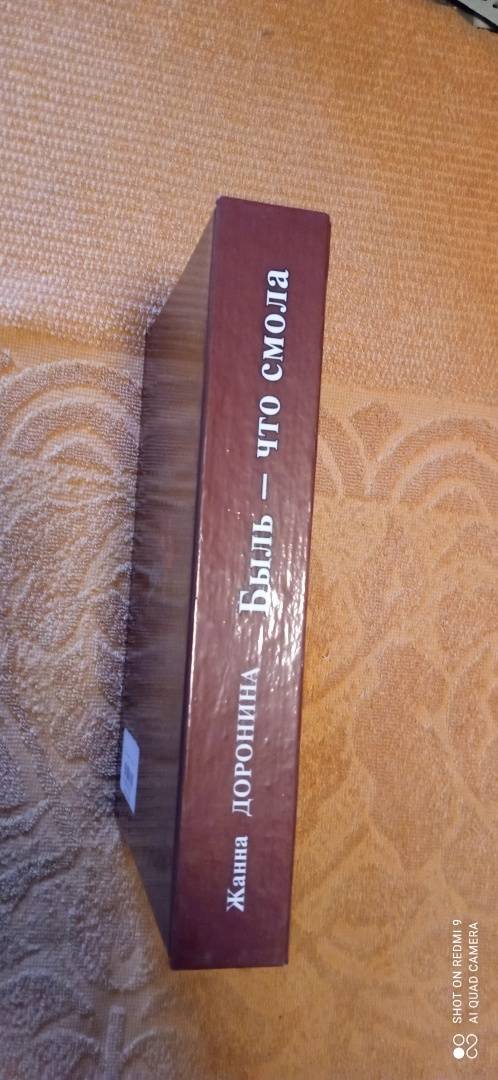 Жанна ДОРОНИНА Быль – что смола
SHOT ON REDMI 9
AI QUAD CAMERA